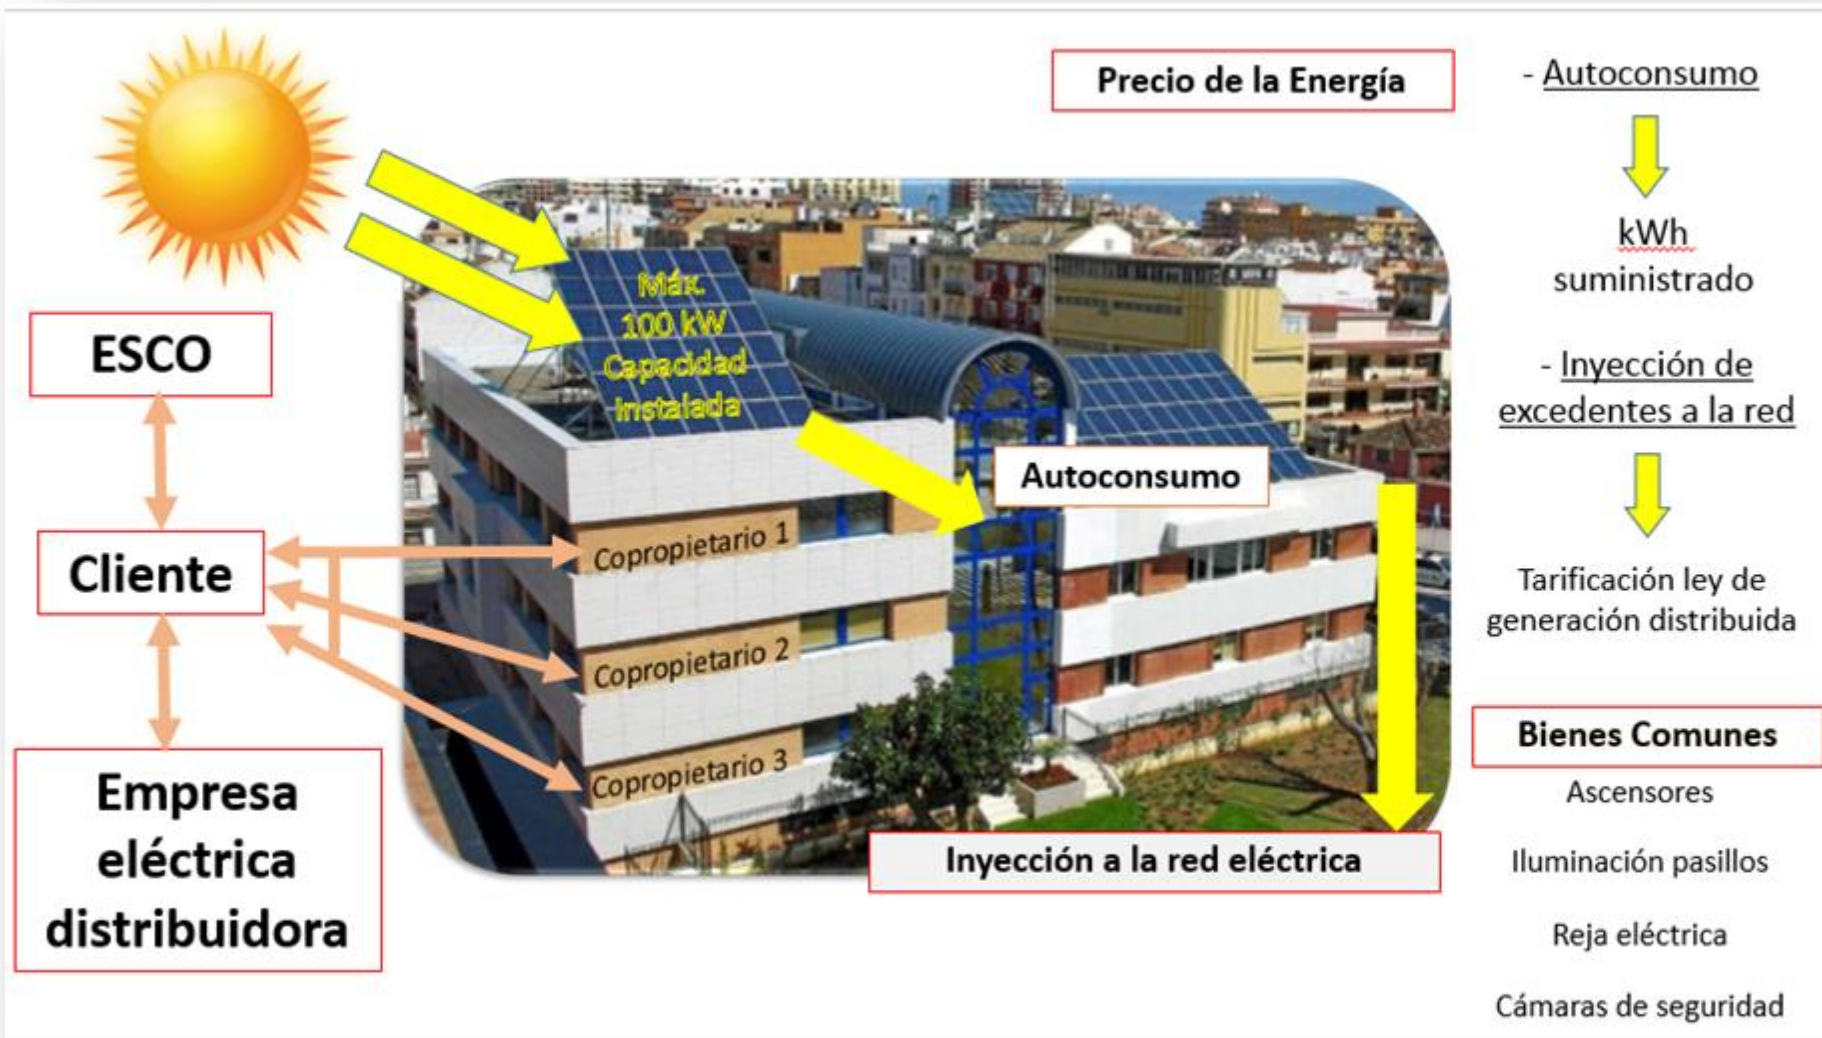 Precio de la Energía
- Autoconsumo
kWh
suministrado
- Inyección de
excedentes a la red
Tarificación ley de
generación distribuida
Bienes Comunes
Ascensores
Iluminación pasillos
Reja eléctrica
Cámaras de seguridad
Máx.
100 kW
Capacidad
Instalada
ESCO
Cliente
Empresa
eléctrica
distribuidora
Autoconsumo
Copropietario 1
Copropietario 2
Copropietario 3
Inyección a la red eléctrica